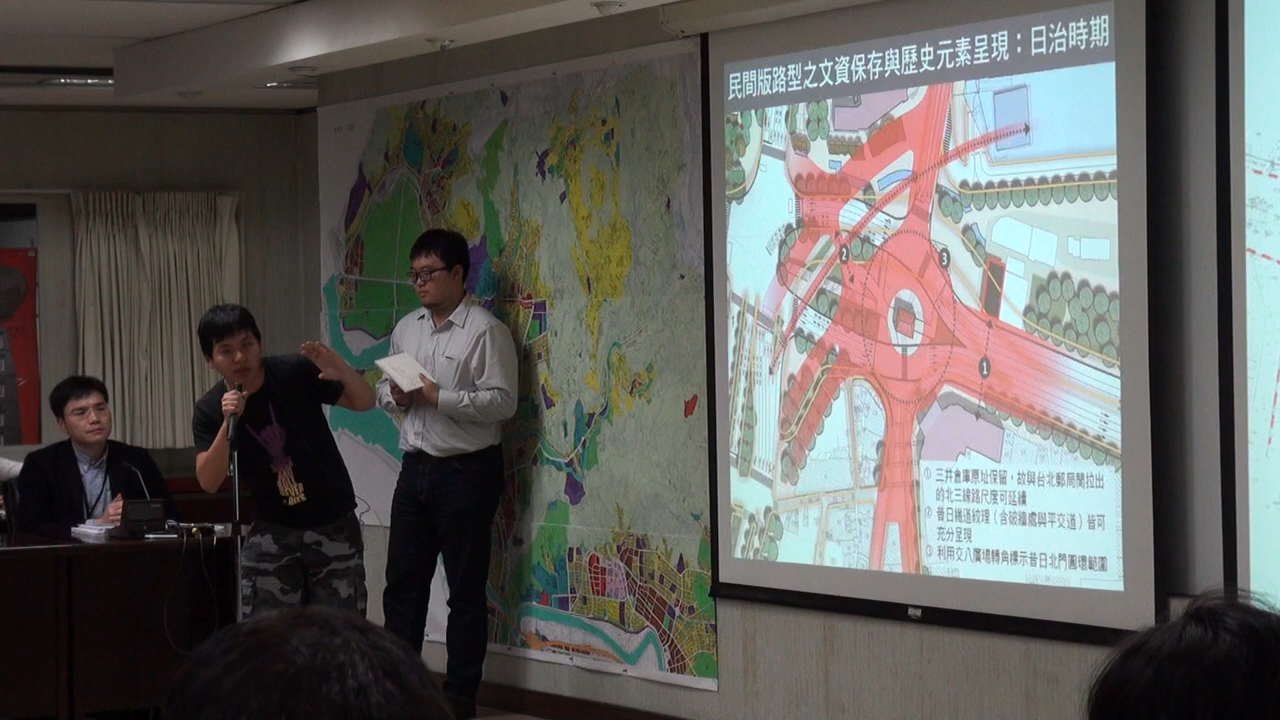 民間版路型之文資保存與歷史元素呈現：日治時期
2
3
1
① 三井倉庫原址保留，故與台北郵局間拉出
的北三線路尺度可延續
② 昔日鐵道紋理（含破牆處與平交道）皆可
充分呈現
③ 利用交八廣場轉角標示昔日北門圓環範圍